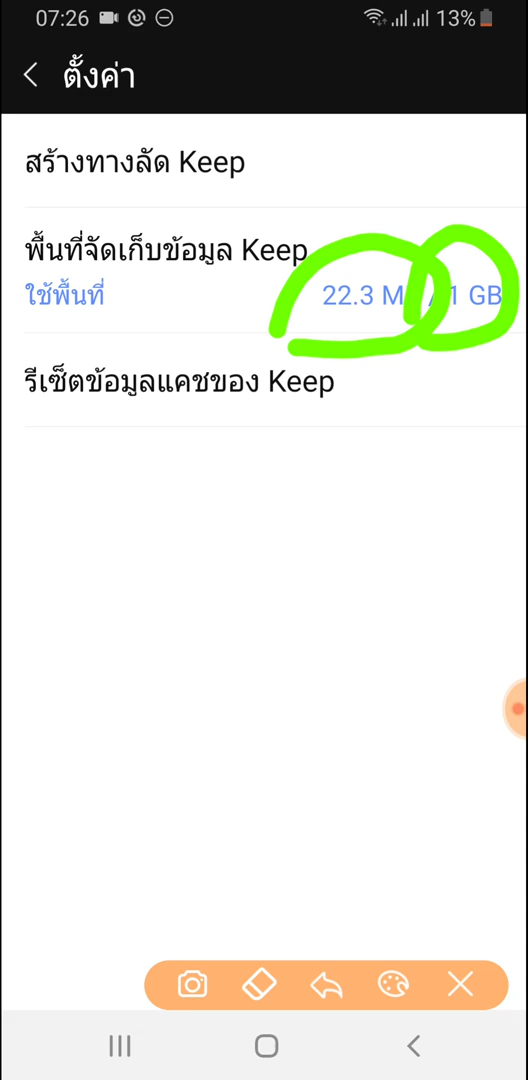 07:26 13%
ตั้งค่า
สร้างทางลัด Keep
พื้นที่จัดเก็บข้อมูล Keep
ใช้พื้นที่ 22.3 M / 1 GB
รีเซ็ตข้อมูลแคชของ Keep